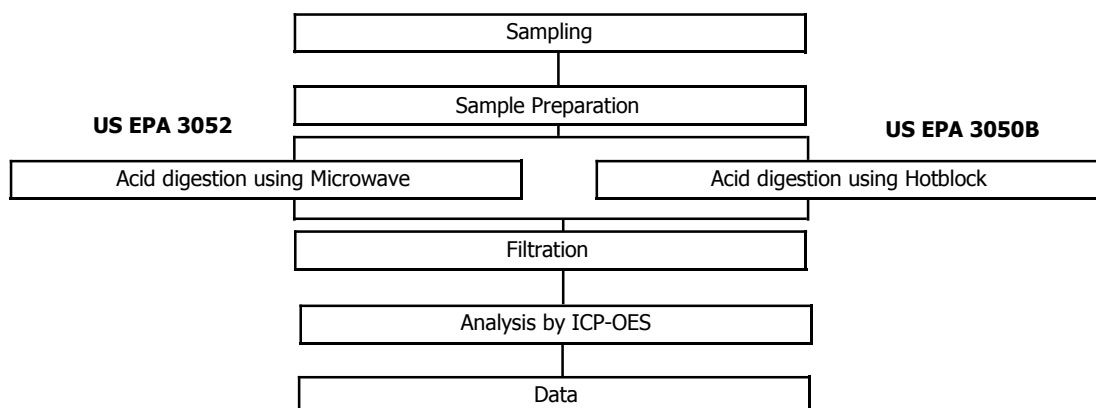 Sampling
Sample Preparation
US EPA 3052
US EPA 3050B
Acid digestion using Microwave
Acid digestion using Hotblock
Filtration
Analysis by ICP-OES
Data